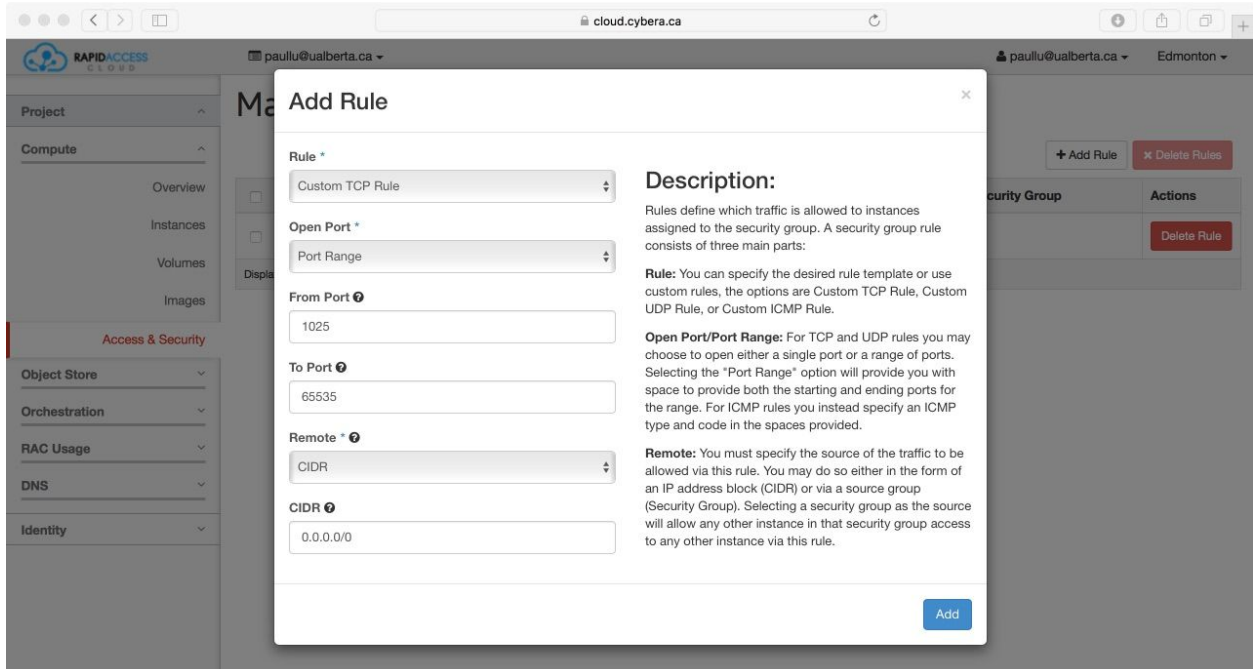 cloud.cybera.ca
RAPIDACCESS
CLOUD
paullu@ualberta.ca
paullu@ualberta.ca
Edmonton
Project
Compute
Overview
Instances
Volumes
Images
Access & Security
Object Store
Orchestration
RAC Usage
DNS
Identity
Ma
+ Add Rule
× Delete Rules
curity Group
Actions
Delete Rule
Displa
Add Rule
×
Rule *
Custom TCP Rule
Open Port *
Port Range
From Port
1025
To Port
65535
Remote *
CIDR
CIDR
0.0.0.0/0
Description:
Rules define which traffic is allowed to instances
assigned to the security group. A security group rule
consists of three main parts:
Rule: You can specify the desired rule template or use
custom rules, the options are Custom TCP Rule, Custom
UDP Rule, or Custom ICMP Rule.
Open Port/Port Range: For TCP and UDP rules you may
choose to open either a single port or a range of ports.
Selecting the "Port Range" option will provide you with
space to provide both the starting and ending ports for
the range. For ICMP rules you instead specify an ICMP
type and code in the spaces provided.
Remote: You must specify the source of the traffic to be
allowed via this rule. You may do so either in the form of
an IP address block (CIDR) or via a source group
(Security Group). Selecting a security group as the source
will allow any other instance in that security group access
to any other instance via this rule.
Add